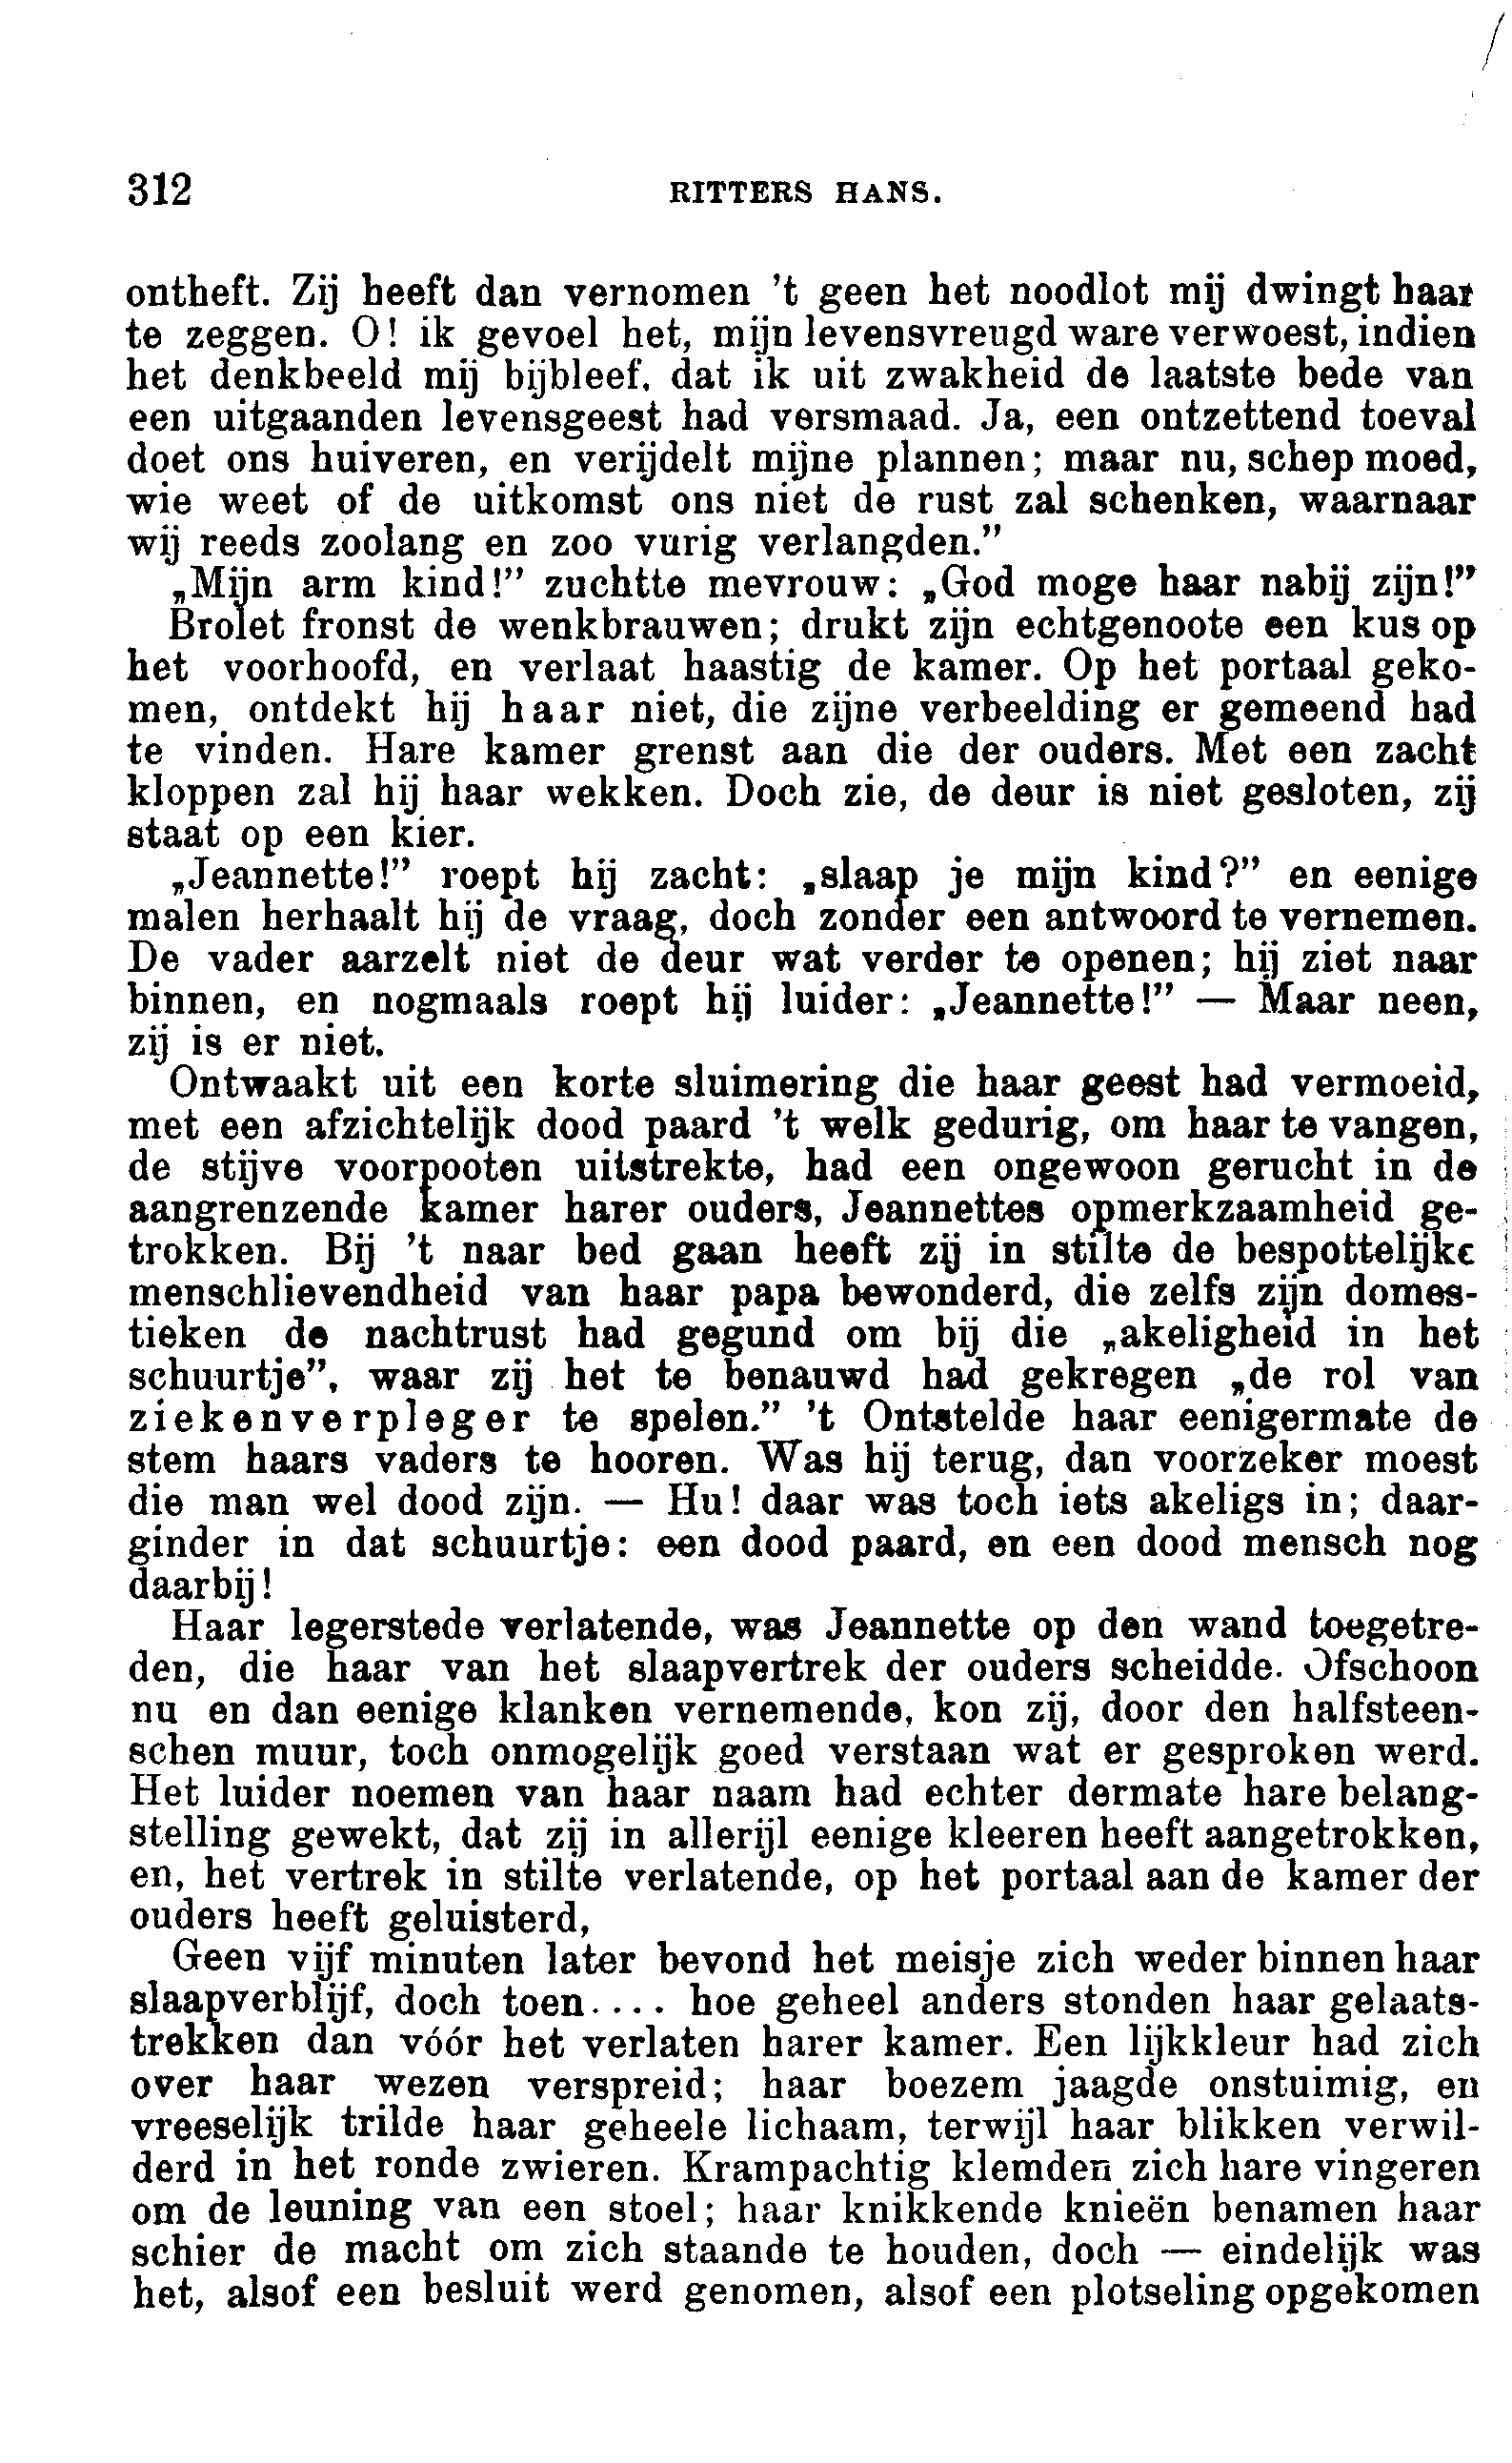 312 RITTERS HANS.
ontheft. Zij heeft dan vernomen 't geen het noodlot mij dwingt haar
te zeggen. O! ik gevoel het, mijn levensvreugd ware verwoest, indien
het denkbeeld mij bijbleef, dat ik uit zwakheid de laatste bede van
een uitgaanden levensgeest had versmaad. Ja, een ontzettend toeval
doet ons huiveren, en verijdelt mijne plannen; maar nu, schep moed,
wie weet of de uitkomst ons niet de rust zal schenken, waarnaar
wij reeds zoolang en zoo vurig verlangden.”
„Mijn arm kind!” zuchtte mevrouw: „God moge haar nabij zijn!”
Brolet fronst de wenkbrauwen; drukt zijn echtgenoote een kus op
het voorhoofd, en verlaat haastig de kamer. Op het portaal geko-
men, ontdekt hij haar niet, die zijne verbeelding er gemeend had
te vinden. Hare kamer grenst aan die der ouders. Met een zacht
kloppen zal hij haar wekken. Doch zie, de deur is niet gesloten, zij
staat op een kier.
„Jeannette!” roept hij zacht: „slaap je mijn kind?” en eenige
malen herhaalt hij de vraag, doch zonder een antwoord te vernemen.
De vader aarzelt niet de deur wat verder te openen; hij ziet naar
binnen, en nogmaals roept hij luider: „Jeannette!” — Maar neen,
zij is er niet.
Ontwaakt uit een korte sluimering die haar geest had vermoeid,
met een afzichtelijk dood paard 't welk gedurig, om haar te vangen,
de stijve voorpooten uitstrekte, had een ongewoon gerucht in de
aangrenzende kamer harer ouders, Jeannettes opmerkzaamheid ge-
trokken. Bij 't naar bed gaan heeft zij in stilte de bespottelijke
menschlievendheid van haar papa bewonderd, die zelfs zijn domes-
tieken de nachtrust had gegund om bij die „akeligheid in het
schuurtje”, waar zij het te benauwd had gekregen „de rol van
ziekenverpleger te spelen.” 't Ontstelde haar eenigermate de
stem haars vaders te hooren. Was hij terug, dan voorzeker moest
die man wel dood zijn. — Hu! daar was toch iets akeligs in; daar-
ginder in dat schuurtje: een dood paard, en een dood mensch nog
daarbij!
Haar legerstede verlatende, was Jeannette op den wand toegetre-
den, die haar van het slaapvertrek der ouders scheidde. Ofschoon
nu en dan eenige klanken vernemende, kon zij, door den halfsteen-
schen muur, toch onmogelijk goed verstaan wat er gesproken werd.
Het luider noemen van haar naam had echter dermate hare belang-
stelling gewekt, dat zij in allerijl eenige kleeren heeft aangetrokken,
en, het vertrek in stilte verlatende, op het portaal aan de kamer der
ouders heeft geluisterd,
Geen vijf minuten later bevond het meisje zich weder binnen haar
slaapverblijf, doch toen.... hoe geheel anders stonden haar gelaats-
trekken dan vóór het verlaten harer kamer. Een lijkkleur had zich
over haar wezen verspreid; haar boezem jaagde onstuimig, en
vreeselijk trilde haar geheele lichaam, terwijl haar blikken verwil-
derd in het ronde zwieren. Krampachtig klemden zich hare vingeren
om de leuning van een stoel; haar knikkende knieën benamen haar
schier de macht om zich staande te houden, doch — eindelijk was
het, alsof een besluit werd genomen, alsof een plotseling opgekomen